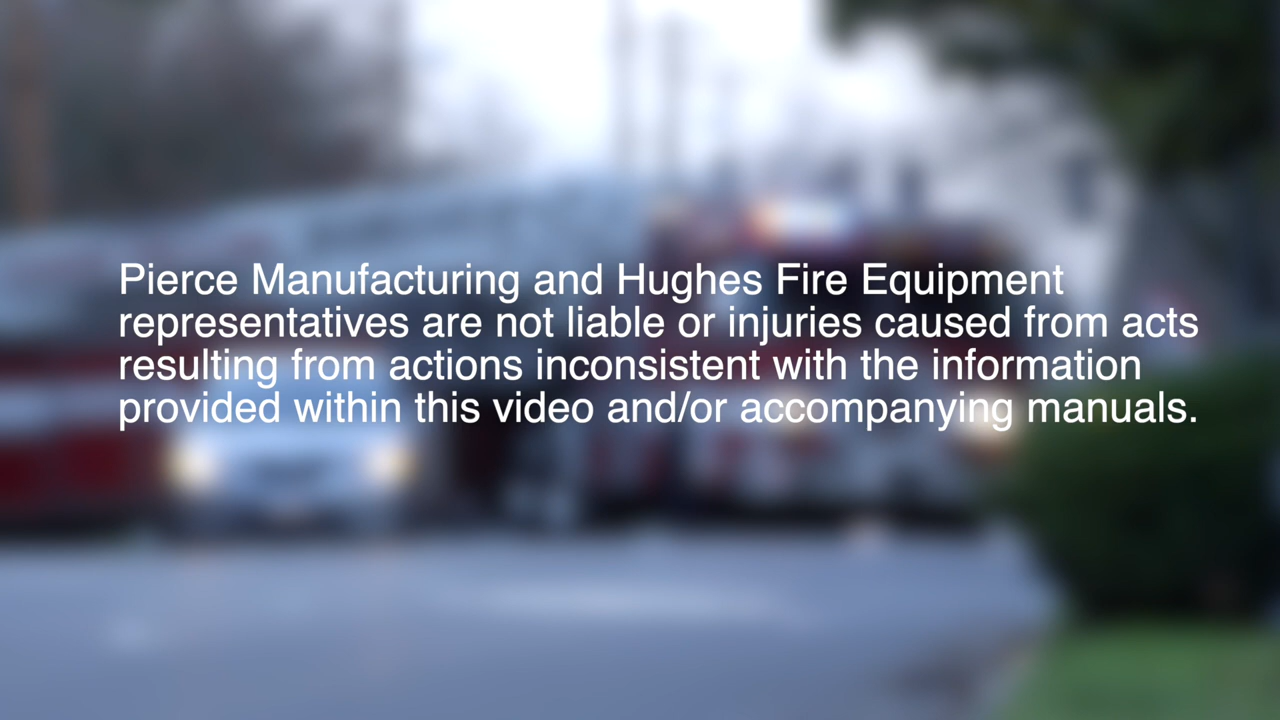 Pierce Manufacturing and Hughes Fire Equipment
representatives are not liable or injuries caused from acts
resulting from actions inconsistent with the information
provided within this video and/or accompanying manuals.